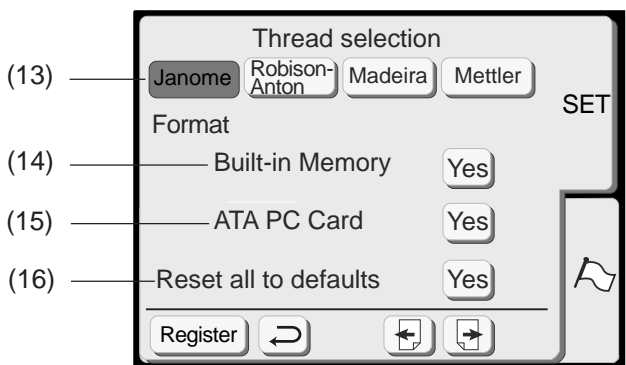 Thread selection
(13) Janome Robison-Anton Madeira Mettler
SET
Format
(14) Built-in Memory Yes
(15) ATA PC Card Yes
(16) Reset all to defaults Yes
Register